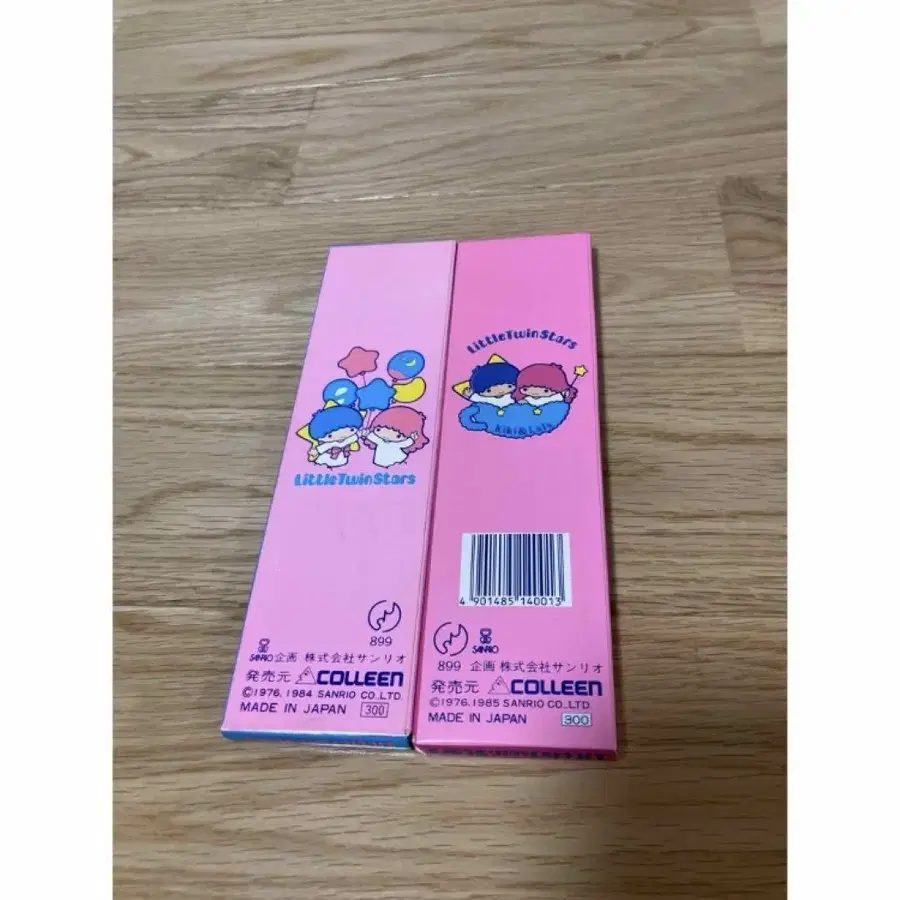 LittleTwinStars
899
SANRIO 企画 株式会社サンリオ
発売元 COLLEEN
©1976, 1984 SANRIO CO.,LTD.
MADE IN JAPAN 300
LittleTwinStars
Kiki & Lala
4 901485 140013
SANRIO
899 企画 株式会社サンリオ
発売元 COLLEEN
©1976, 1985 SANRIO CO.,LTD.
MADE IN JAPAN 300